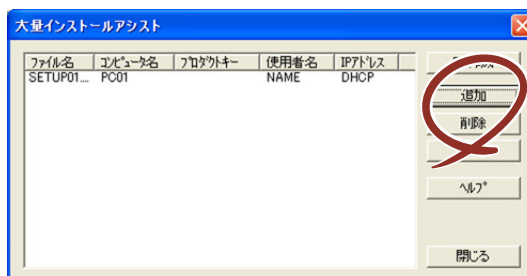 大量インストールアシスト
ファイル名 コンピュータ名 プロダクトキー 使用者名 IPアドレス
SETUP01.... PC01 NAME DHCP
追加
削除
ヘルプ
閉じる